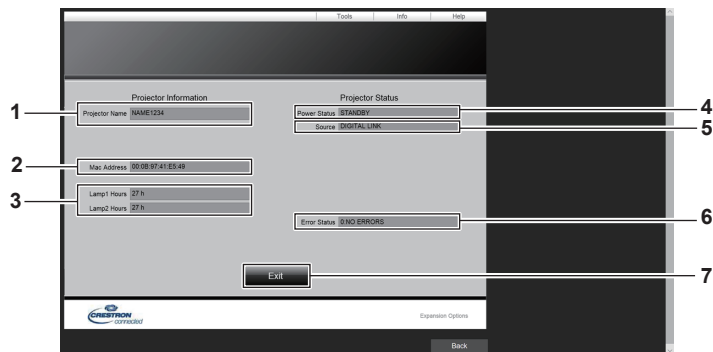 Tools Info Help
Projector Information
Projector Status
1 Projector Name NAME1234
Power Status STANDBY 4
Source DIGITAL LINK 5
2 Mac Address 00:0B:97:41:E5:49
3 Lamp1 Hours 27 h
Lamp2 Hours 27 h
Error Status 0:NO ERRORS 6
Exit 7
CRESTRON
connected
Expansion Options
Back